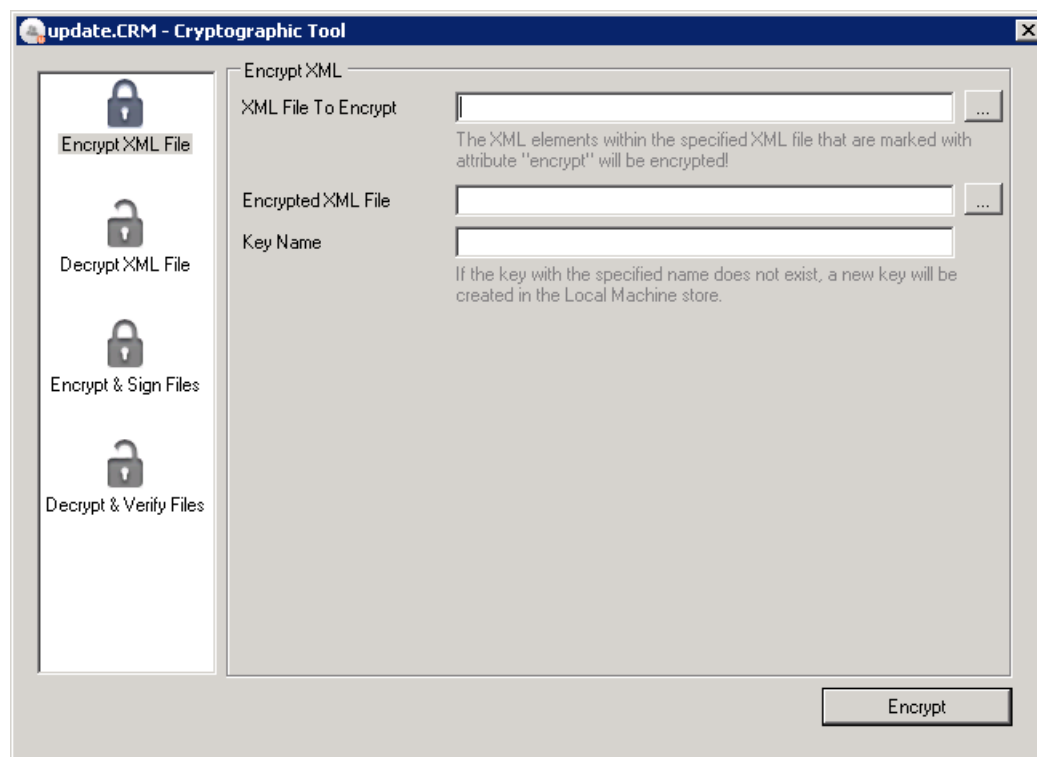 update.CRM - Cryptographic Tool
Encrypt XML File
Decrypt XML File
Encrypt & Sign Files
Decrypt & Verify Files
Encrypt XML
XML File To Encrypt
...
The XML elements within the specified XML file that are marked with
attribute "encrypt" will be encrypted!
Encrypted XML File
...
Key Name
If the key with the specified name does not exist, a new key will be
created in the Local Machine store.
Encrypt